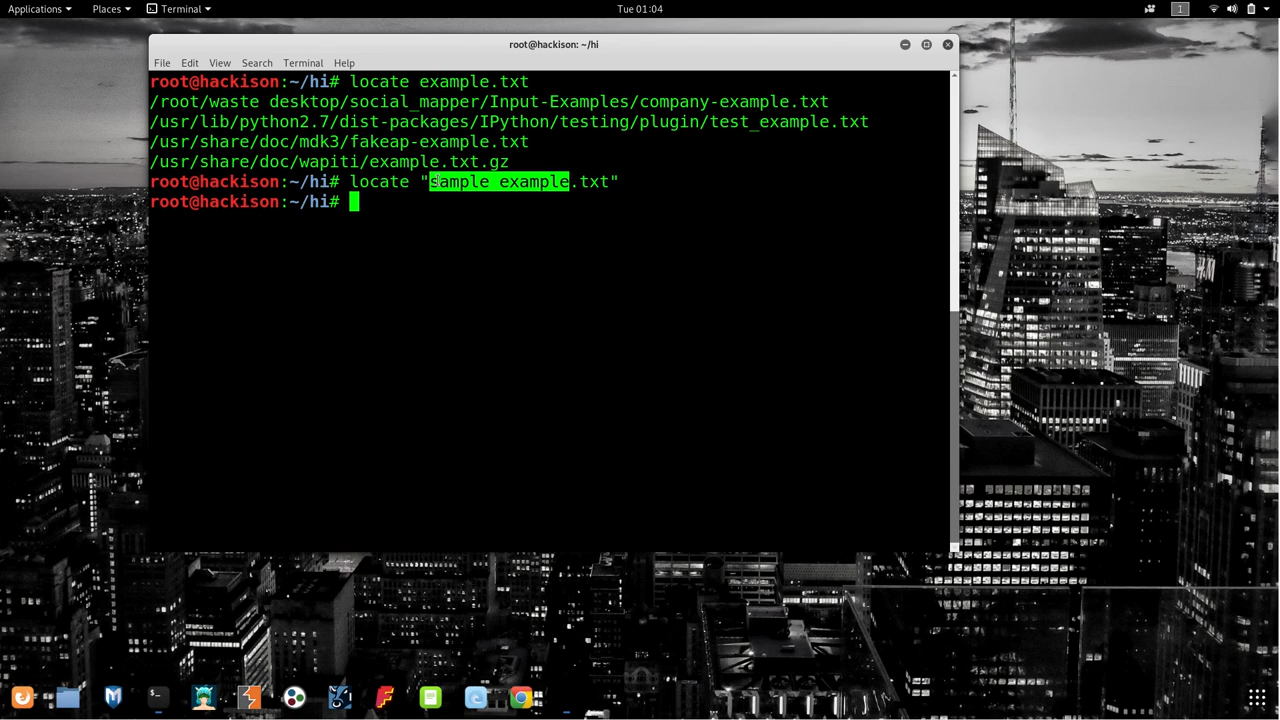 Applications Places Terminal Tue 01:04 1
root@hackison: ~/hi
File Edit View Search Terminal Help
root@hackison:~/hi# locate example.txt
/root/waste desktop/social_mapper/Input-Examples/company-example.txt
/usr/lib/python2.7/dist-packages/IPython/testing/plugin/test_example.txt
/usr/share/doc/mdk3/fakeap-example.txt
/usr/share/doc/wapiti/example.txt.gz
root@hackison:~/hi# locate "sample example.txt"
root@hackison:~/hi#